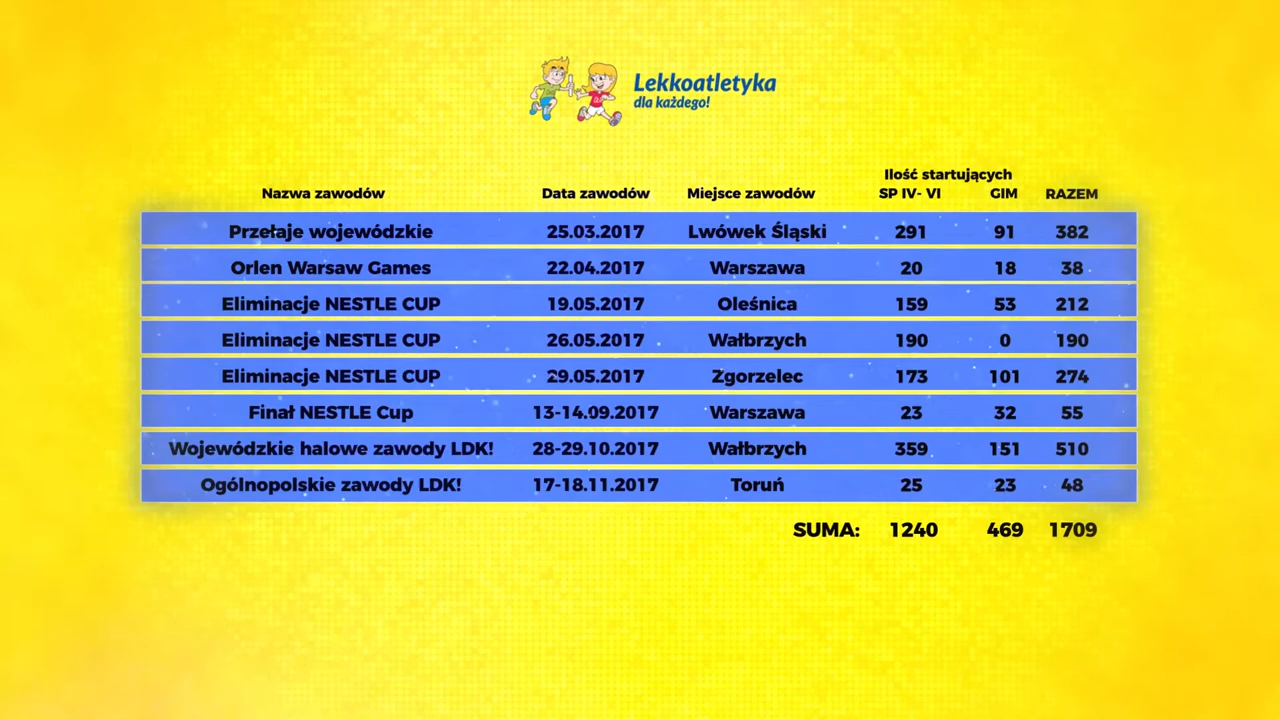 Lekkoatletyka
dla każdego!
Ilość startujących
Nazwa zawodów Data zawodów Miejsce zawodów SP IV- VI GIM RAZEM
Przełaje wojewódzkie 25.03.2017 Lwówek Śląski 291 91 382
Orlen Warsaw Games 22.04.2017 Warszawa 20 18 38
Eliminacje NESTLE CUP 19.05.2017 Oleśnica 159 53 212
Eliminacje NESTLE CUP 26.05.2017 Wałbrzych 190 0 190
Eliminacje NESTLE CUP 29.05.2017 Zgorzelec 173 101 274
Finał NESTLE Cup 13-14.09.2017 Warszawa 23 32 55
Wojewódzkie halowe zawody LDK! 28-29.10.2017 Wałbrzych 359 151 510
Ogólnopolskie zawody LDK! 17-18.11.2017 Toruń 25 23 48
SUMA: 1240 469 1709